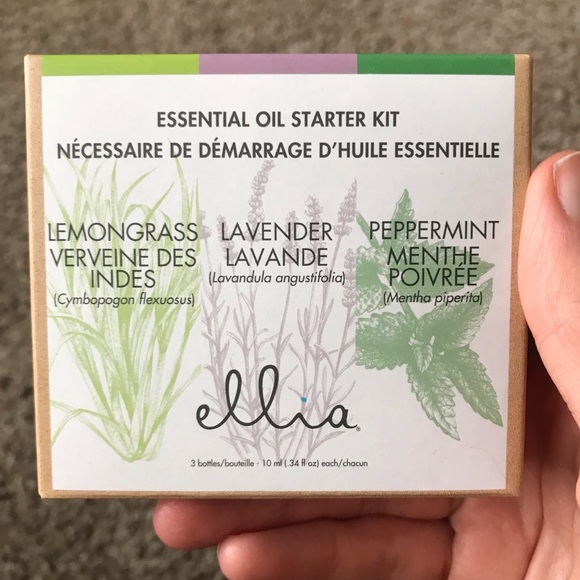 ESSENTIAL OIL STARTER KIT
NÉCESSAIRE DE DÉMARRAGE D'HUILE ESSENTIELLE
LEMONGRASS
VERVEINE DES
INDES
(Cymbopogon flexuosus)
LAVENDER
LAVANDE
(Lavandula angustifolia)
PEPPERMINT
MENTHE
POIVRÉE
(Mentha piperita)
ellia®
3 bottles/bouteille - 10 ml (.34 fl oz) each/chacun